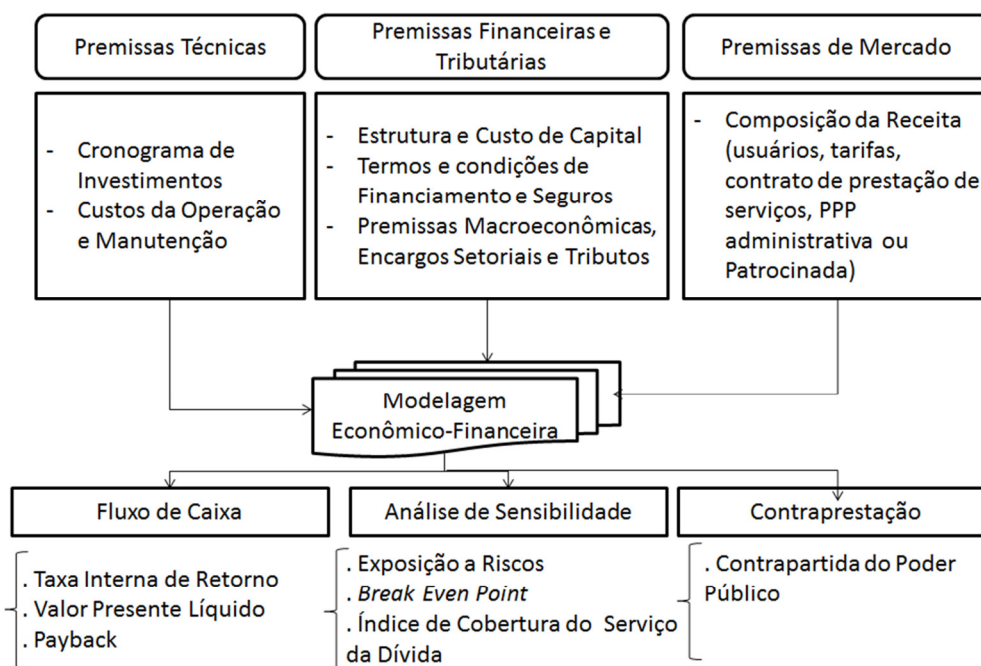 Premissas Técnicas
Premissas Financeiras e
Tributárias
Premissas de Mercado
- Cronograma de
Investimentos
- Custos da Operação
e Manutenção
- Estrutura e Custo de Capital
- Termos e condições de
Financiamento e Seguros
- Premissas Macroeconômicas,
Encargos Setoriais e Tributos
- Composição da Receita
(usuários, tarifas,
contrato de prestação de
serviços, PPP
administrativa ou
Patrocinada)
Modelagem
Econômico-Financeira
Fluxo de Caixa
. Taxa Interna de Retorno
. Valor Presente Líquido
. Payback
Análise de Sensibilidade
. Exposição a Riscos
. Break Even Point
. Índice de Cobertura do Serviço
da Dívida
Contraprestação
. Contrapartida do Poder
Público